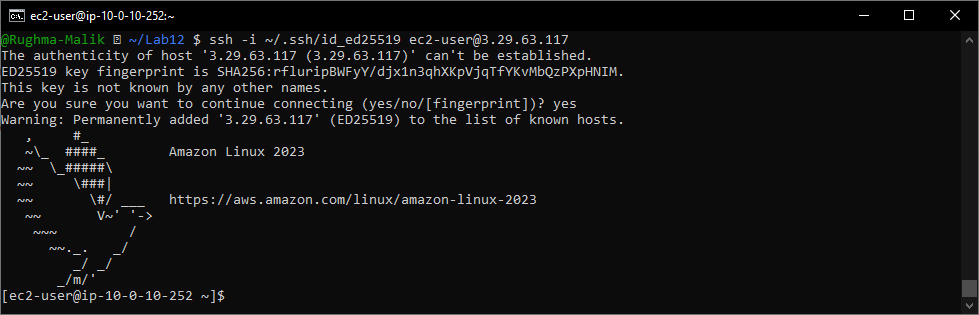 ec2-user@ip-10-0-10-252:~
@Rughma-Malik ~/Lab12 $ ssh -i ~/.ssh/id_ed25519 ec2-user@3.29.63.117
The authenticity of host '3.29.63.117 (3.29.63.117)' can't be established.
ED25519 key fingerprint is SHA256:rfluripBWFyY/djx1n3qhXKpVjqTfYKvMbQzPXpHNIM.
This key is not known by any other names.
Are you sure you want to continue connecting (yes/no/[fingerprint])? yes
Warning: Permanently added '3.29.63.117' (ED25519) to the list of known hosts.
   ,     #_
   ~\_  ####_        Amazon Linux 2023
  ~~  \_#####\
  ~~     \###|
  ~~       \#/ ___   https://aws.amazon.com/linux/amazon-linux-2023
   ~~       V~' '->
    ~~~         /
      ~~._.   _/
         _/ _/
       _/m/'
[ec2-user@ip-10-0-10-252 ~]$